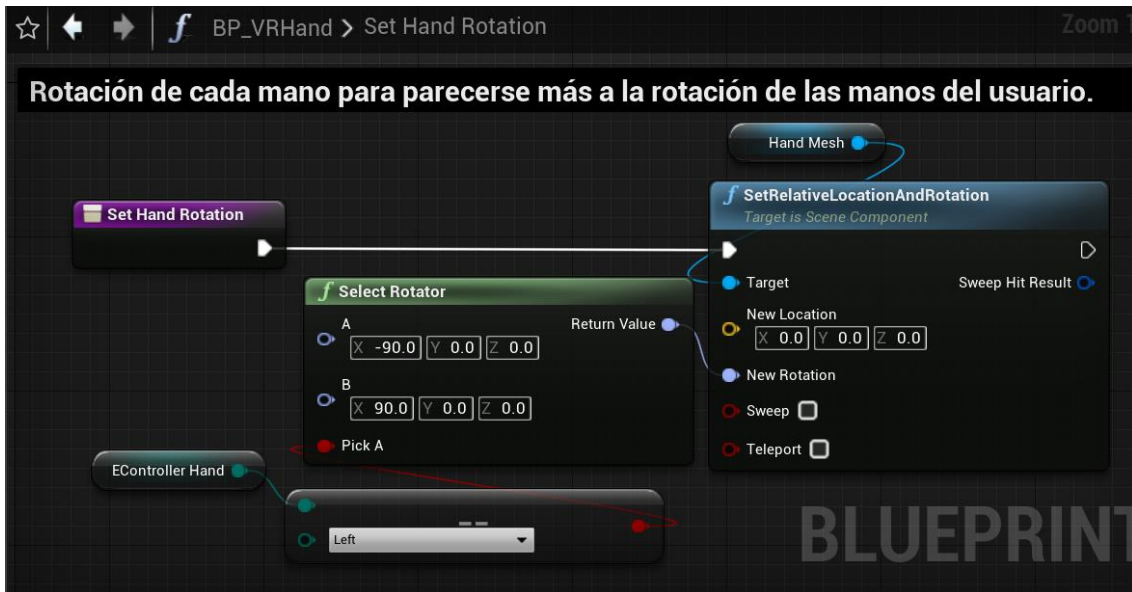 f BP_VRHand > Set Hand Rotation
Zoom
Rotación de cada mano para parecerse más a la rotación de las manos del usuario.
Hand Mesh
Set Hand Rotation
f SetRelativeLocationAndRotation
Target is Scene Component
Target
Sweep Hit Result
New Location
X 0.0 Y 0.0 Z 0.0
New Rotation
Sweep
Teleport
f Select Rotator
A
X -90.0 Y 0.0 Z 0.0
Return Value
B
X 90.0 Y 0.0 Z 0.0
Pick A
EController Hand
==
Left
BLUEPRINT